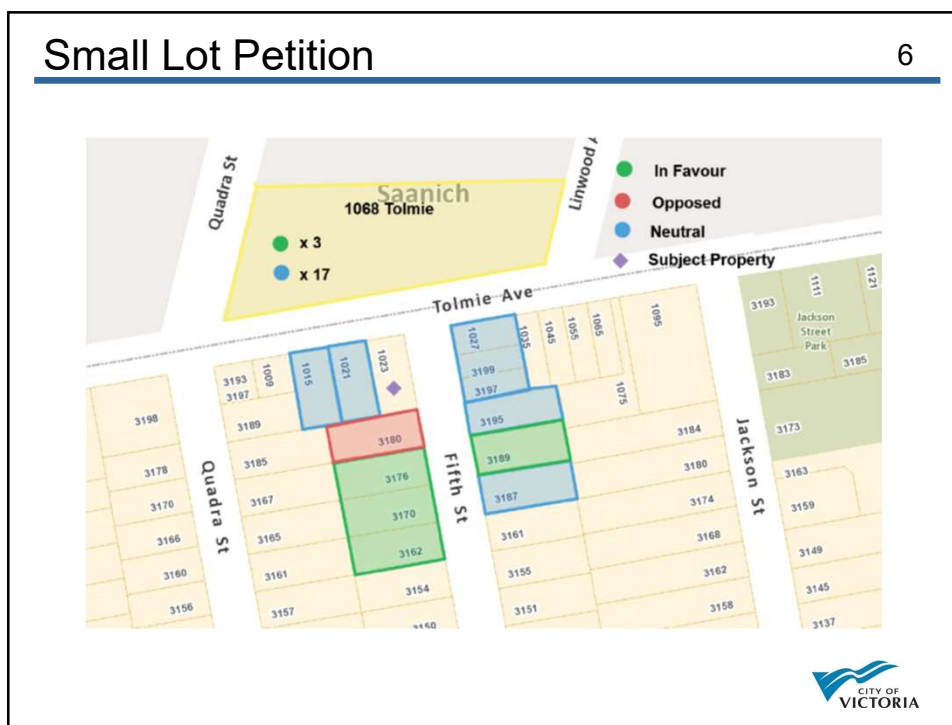 Small Lot Petition
6
Quadra St
Saanich
1068 Tolmie
x 3
x 17
Linwood A
In Favour
Opposed
Neutral
Subject Property
Tolmie Ave
3193
1111
1121
Jackson
Street
Park
3183
3185
3173
3198
3178
3170
3166
3160
3156
Quadra St
3193
3197
1009
1015
1021
1023
3189
3185
3167
3165
3161
3157
3180
3176
3170
3162
3154
3150
Fifth St
1027
3199
3197
3195
3189
3187
3161
3155
3151
1035
1045
1055
1065
1075
1095
3184
3180
3174
3168
3162
3158
Jackson St
3163
3159
3149
3145
3137
CITY OF
VICTORIA